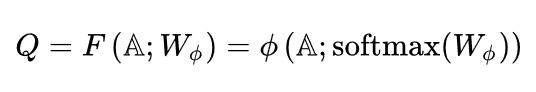 Q = F (𝔸; W_ϕ) = ϕ (𝔸; softmax(W_ϕ))